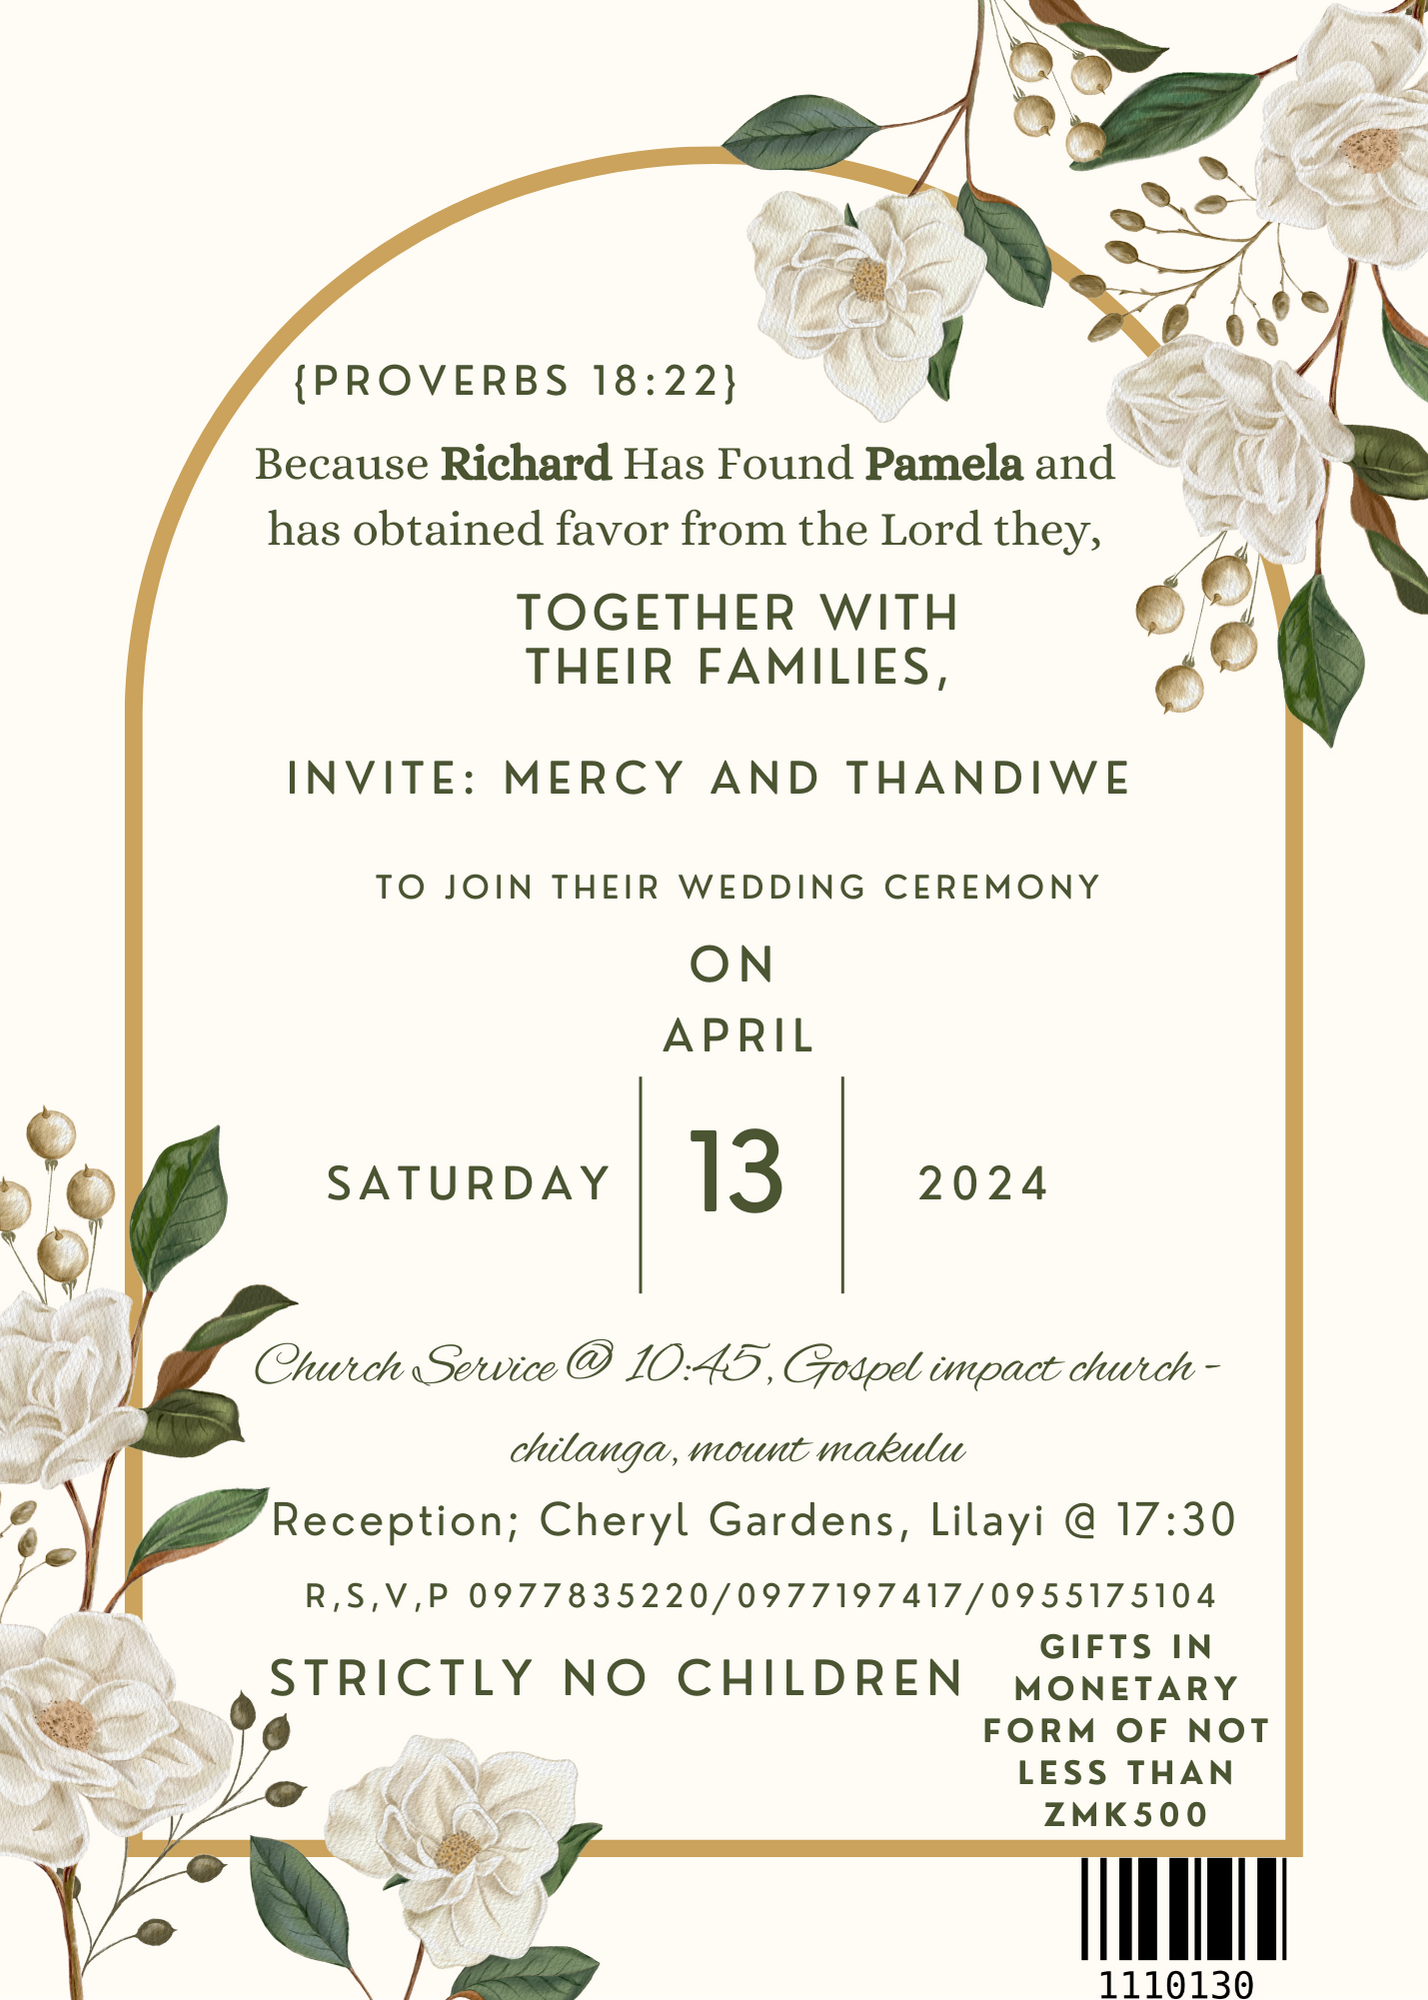 {PROVERBS 18:22}
Because Richard Has Found Pamela and
has obtained favor from the Lord they,
TOGETHER WITH
THEIR FAMILIES,
INVITE: MERCY AND THANDIWE
TO JOIN THEIR WEDDING CEREMONY
ON
APRIL
SATURDAY 13 2024
Church Service @ 10:45, Gospel impact church -
chilanga, mount makulu
Reception; Cheryl Gardens, Lilayi @ 17:30
R,S,V,P 0977835220/0977197417/0955175104
STRICTLY NO CHILDREN
GIFTS IN
MONETARY
FORM OF NOT
LESS THAN
ZMK500
1110130